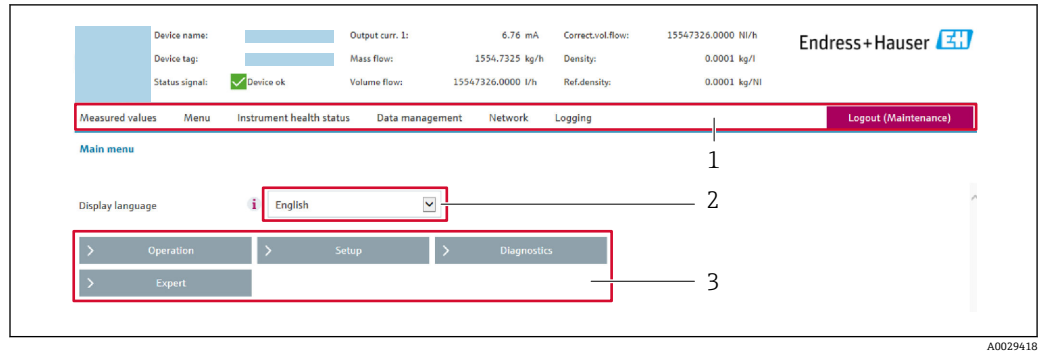 Device name: Output curr. 1: 6.76 mA Correct.vol.flow: 15547326.0000 Nl/h
Endress+Hauser EH
Device tag: Mass flow: 1554.7325 kg/h Density: 0.0001 kg/l
Status signal: Device ok Volume flow: 15547326.0000 l/h Ref.density: 0.0001 kg/Nl
Measured values Menu Instrument health status Data management Network Logging Logout (Maintenance)
1
Main menu
Display language i English 2
> Operation > Setup > Diagnostics
> Expert 3
A0029418